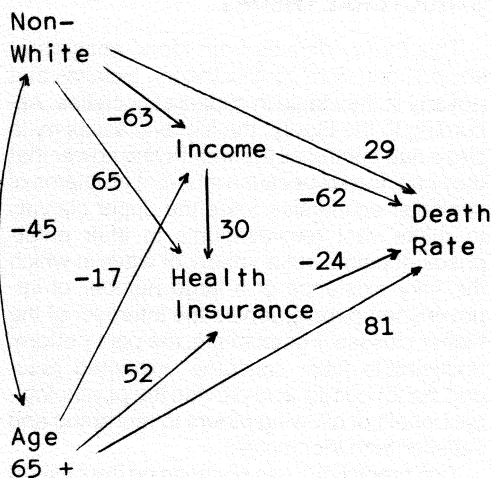 Non-
White
-63
Income
29
65
-62
Death
Rate
-45
30
-17
-24
Health
Insurance
81
52
Age
65 +